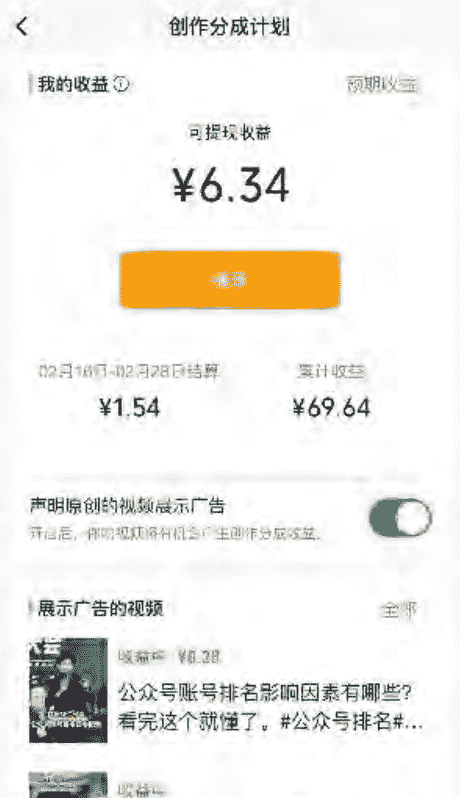 创作分成计划
我的收益
预期收益
可提现收益
¥6.34
02月16日-02月28日结算
累计收益
¥1.54
¥69.64
声明原创的视频展示广告
开启后，你的视频将有机会产生创作分成收益。
展示广告的视频
全部
收益中
公众号账号排名影响因素有哪些?
看完这个就懂了。#公众号排名#...
收益中